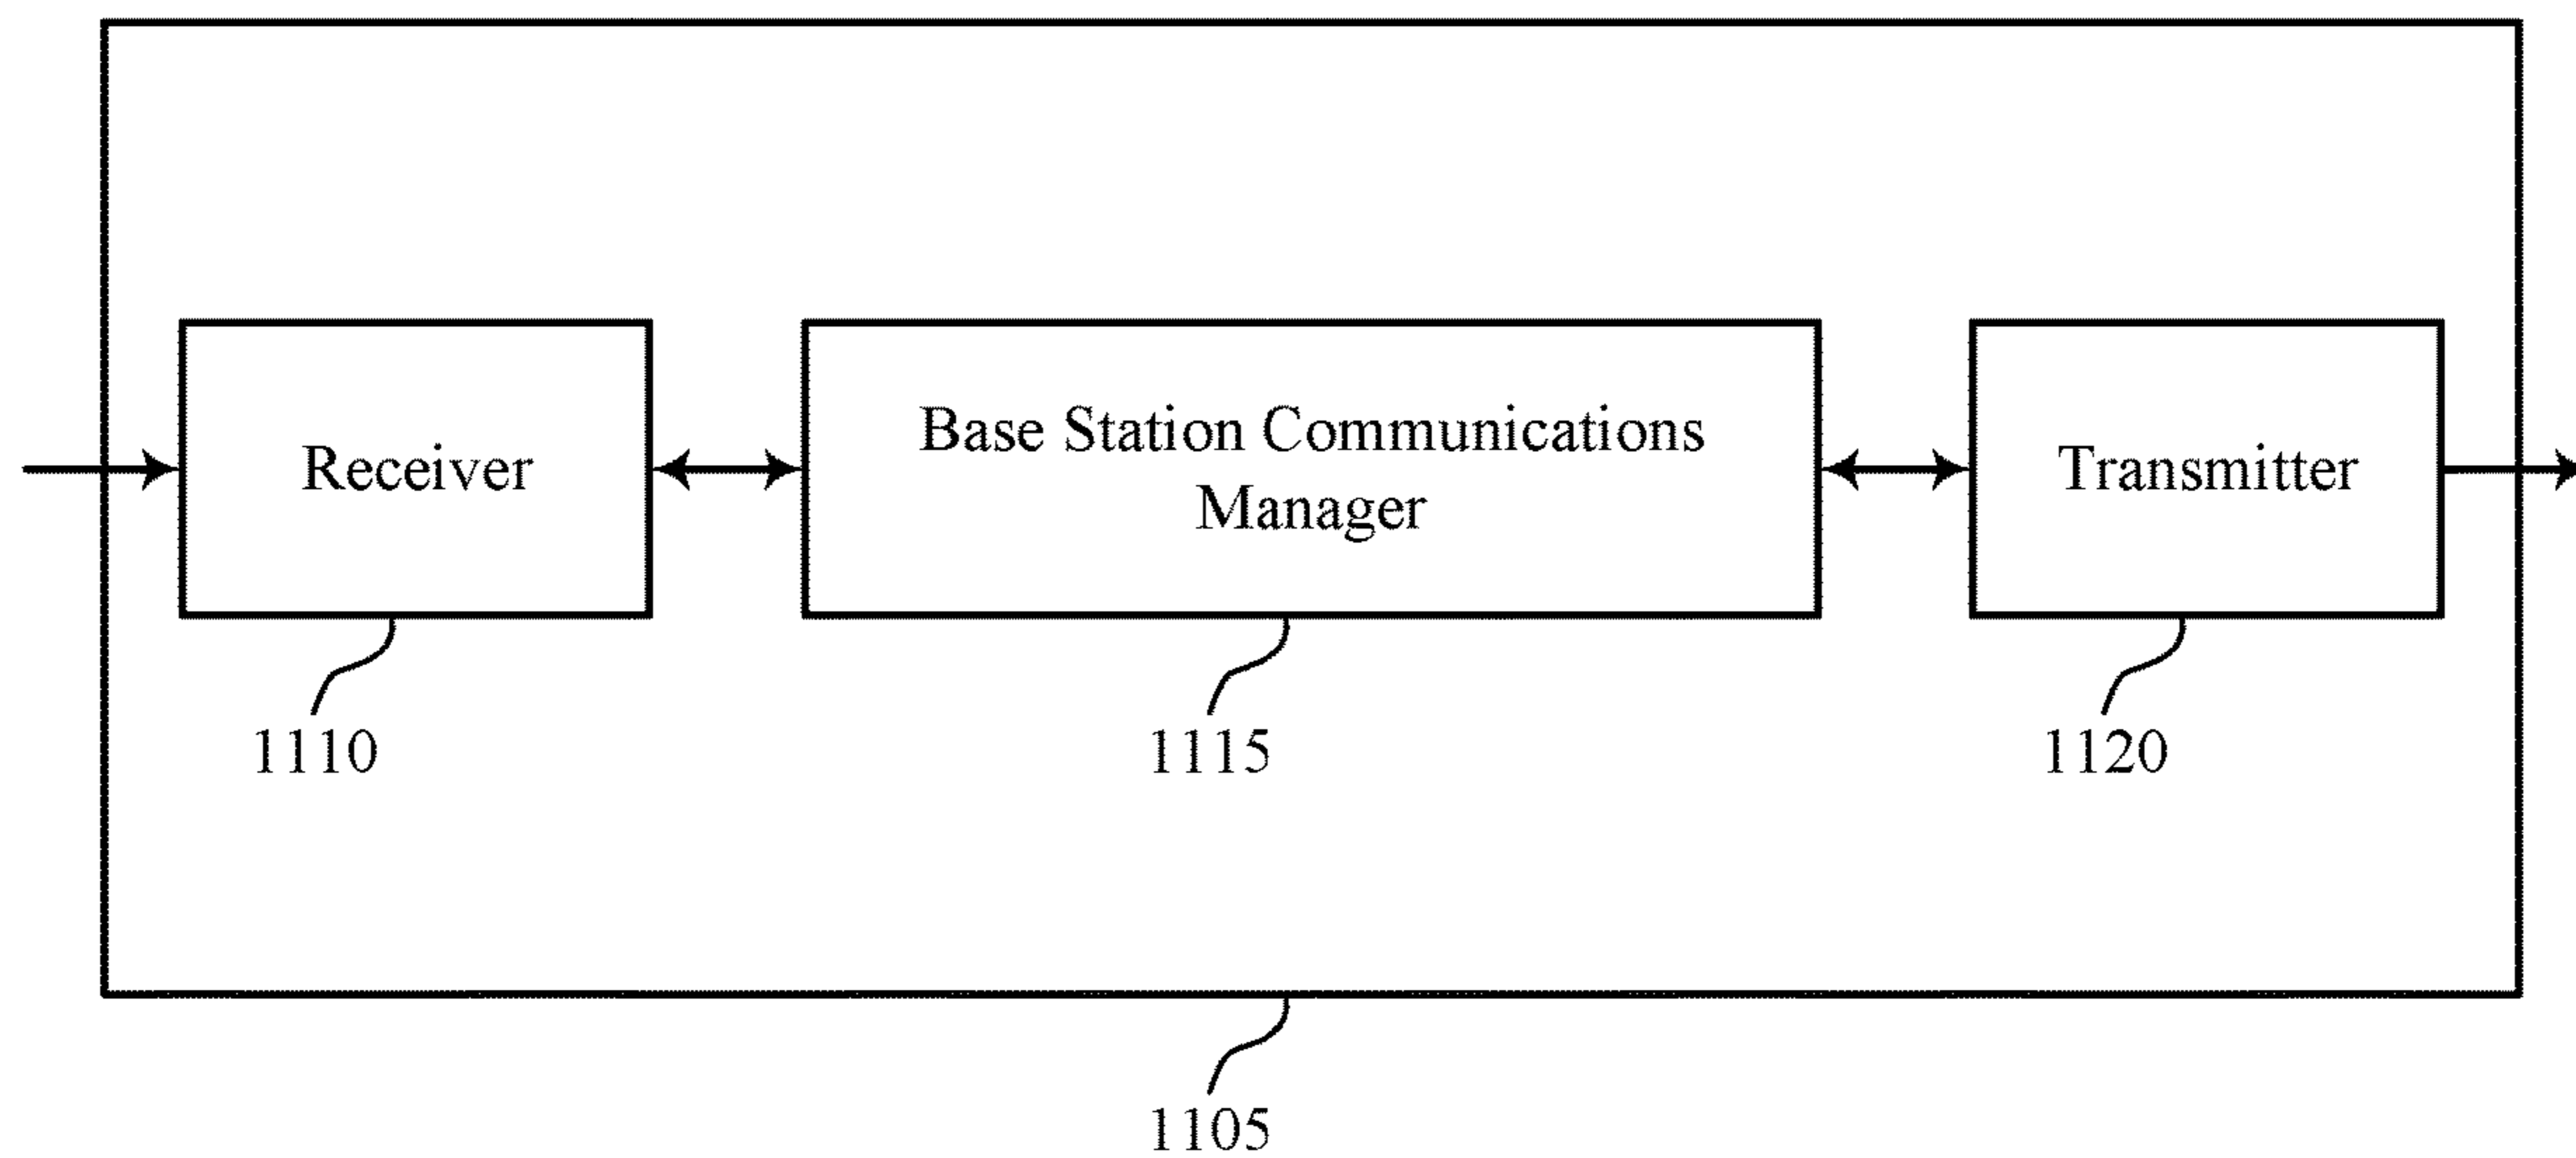 Receiver
Base Station Communications
Manager
Transmitter
1110
1115
1120
1105